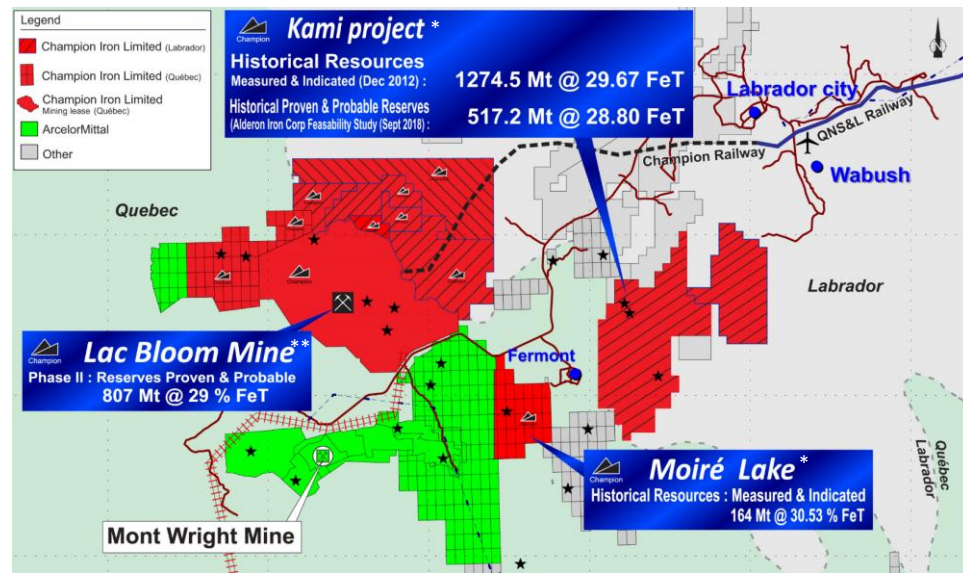 Legend
Champion Iron Limited (Labrador)
Champion Iron Limited (Québec)
Champion Iron Limited
Mining lease (Québec)
ArcelorMittal
Other
Champion
Kami project *
Historical Resources
Measured & Indicated (Dec 2012) : 1274.5 Mt @ 29.67 FeT
Historical Proven & Probable Reserves
(Alderon Iron Corp Feasability Study (Sept 2018) : 517.2 Mt @ 28.80 FeT
Labrador city
QNS&L Railway
Champion Railway
Wabush
Quebec
Labrador
Champion
Champion
Lac Bloom Mine**
Phase II : Reserves Proven & Probable
807 Mt @ 29 % FeT
Fermont
Champion
Moiré Lake*
Historical Resources : Measured & Indicated
164 Mt @ 30.53 % FeT
Mont Wright Mine
Québec
Labrador